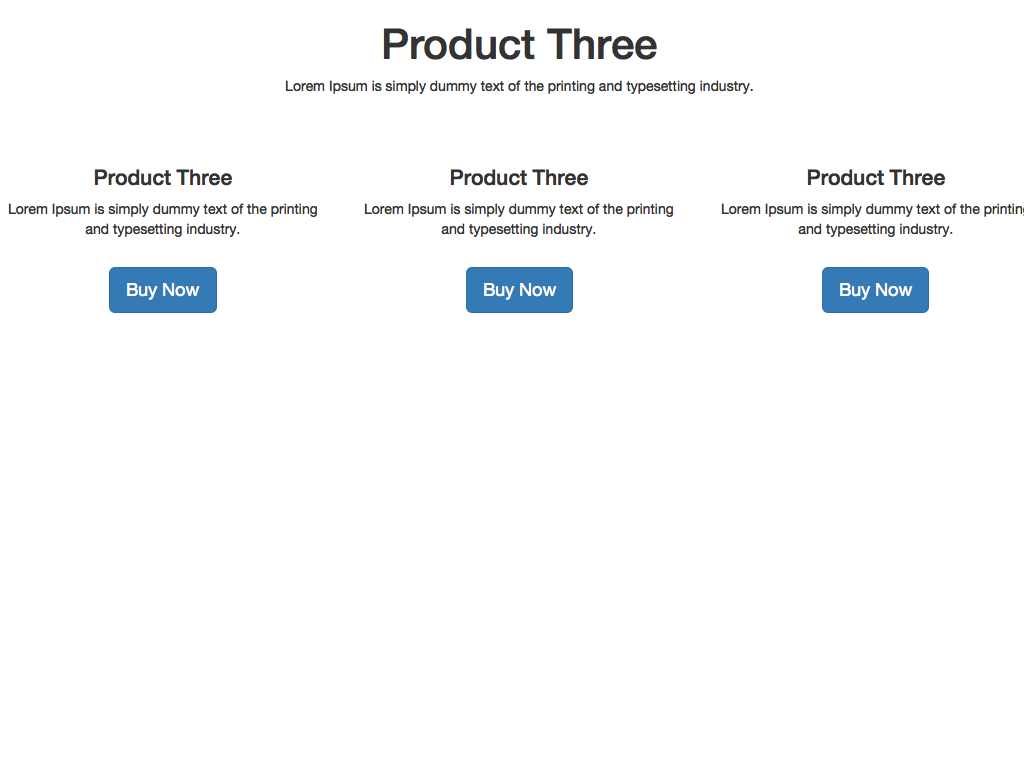 Product Three
Lorem Ipsum is simply dummy text of the printing and typesetting industry.
Product Three
Lorem Ipsum is simply dummy text of the printing
and typesetting industry.
Buy Now
Product Three
Lorem Ipsum is simply dummy text of the printing
and typesetting industry.
Buy Now
Product Three
Lorem Ipsum is simply dummy text of the printing
and typesetting industry.
Buy Now